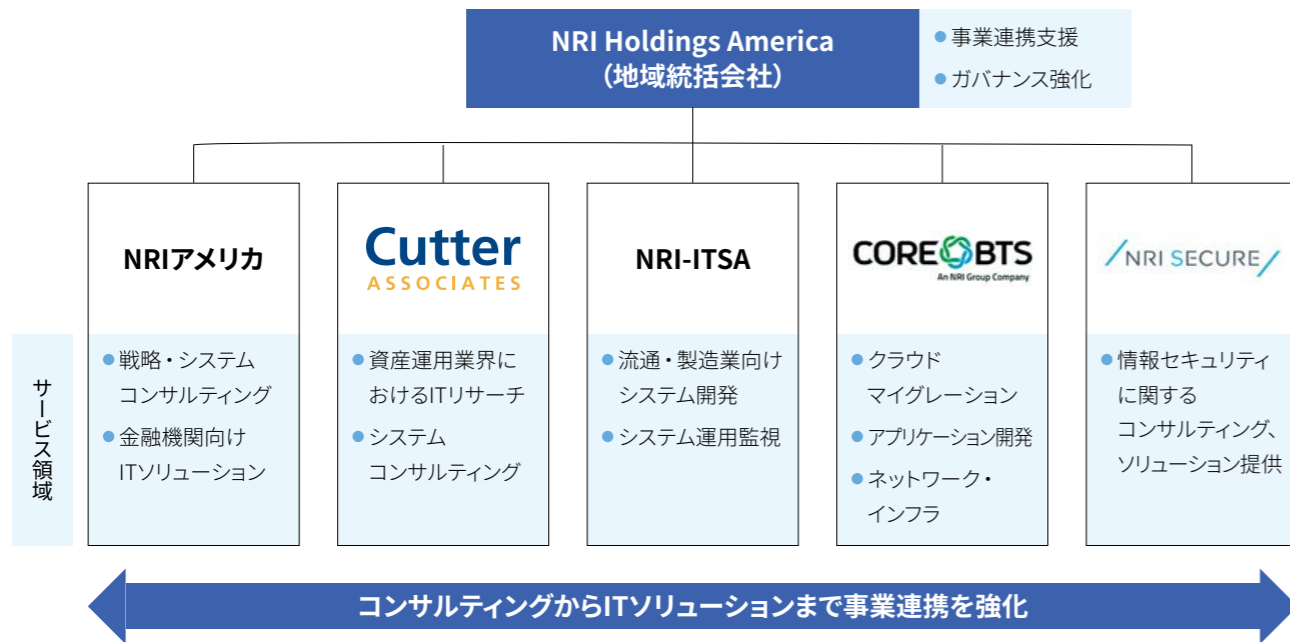 NRI Holdings America
（地域統括会社）
● 事業連携支援
● ガバナンス強化
NRIアメリカ
Cutter
ASSOCIATES
NRI-ITSA
CORE BTS
An NRI Group Company
NRI SECURE
サービス領域
● 戦略・システム
コンサルティング
● 金融機関向け
ITソリューション
● 資産運用業界に
おけるITリサーチ
● システム
コンサルティング
● 流通・製造業向け
システム開発
● システム運用監視
● クラウド
マイグレーション
● アプリケーション開発
● ネットワーク・
インフラ
● 情報セキュリティ
に関する
コンサルティング、
ソリューション提供
コンサルティングからITソリューションまで事業連携を強化